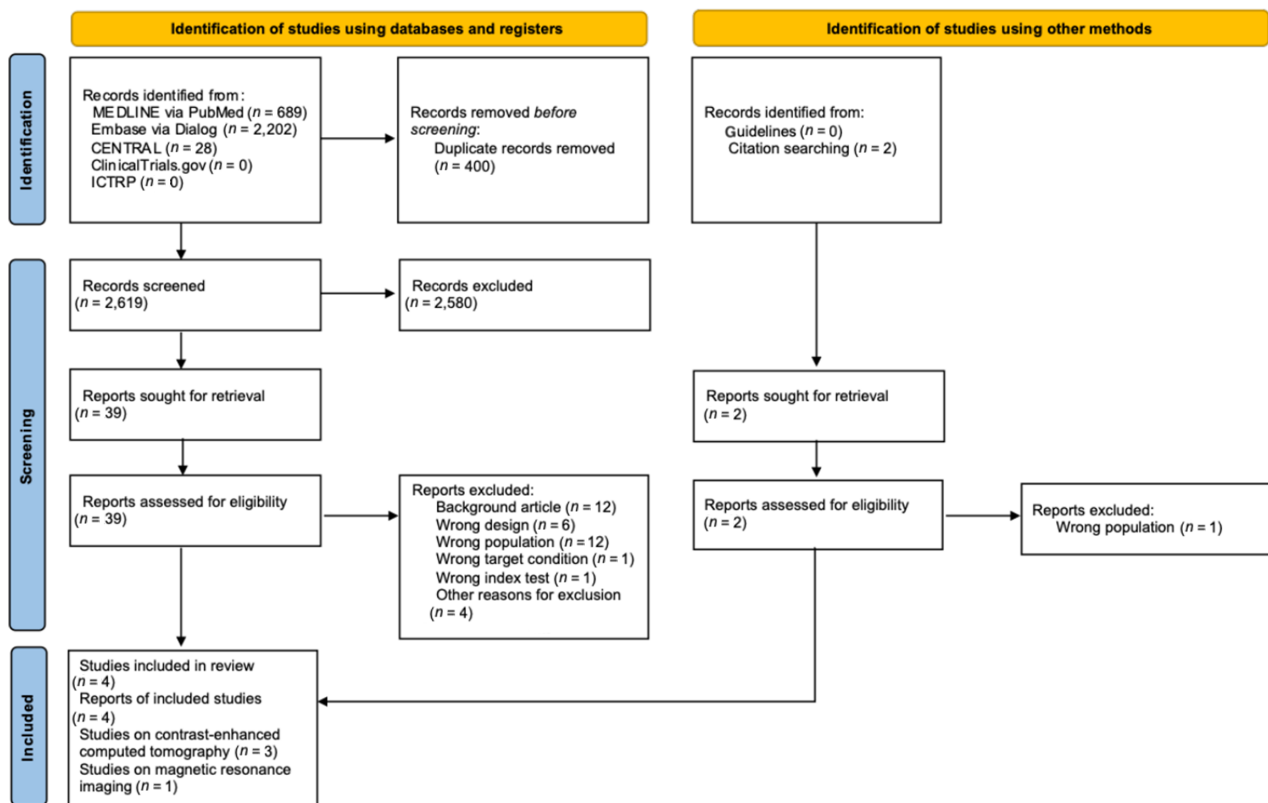 Identification of studies using databases and registers
Identification of studies using other methods
Identification
Records identified from:
MEDLINE via PubMed (n = 689)
Embase via Dialog (n = 2,202)
CENTRAL (n = 28)
ClinicalTrials.gov (n = 0)
ICTRP (n = 0)
Records removed before
screening:
Duplicate records removed
(n = 400)
Records identified from:
Guidelines (n = 0)
Citation searching (n = 2)
Screening
Records screened
(n = 2,619)
Records excluded
(n = 2,580)
Reports sought for retrieval
(n = 39)
Reports sought for retrieval
(n = 2)
Reports assessed for eligibility
(n = 39)
Reports excluded:
Background article (n = 12)
Wrong design (n = 6)
Wrong population (n = 12)
Wrong target condition (n = 1)
Wrong index test (n = 1)
Other reasons for exclusion
(n = 4)
Reports assessed for eligibility
(n = 2)
Reports excluded:
Wrong population (n = 1)
Included
Studies included in review
(n = 4)
Reports of included studies
(n = 4)
Studies on contrast-enhanced
computed tomography (n = 3)
Studies on magnetic resonance
imaging (n = 1)